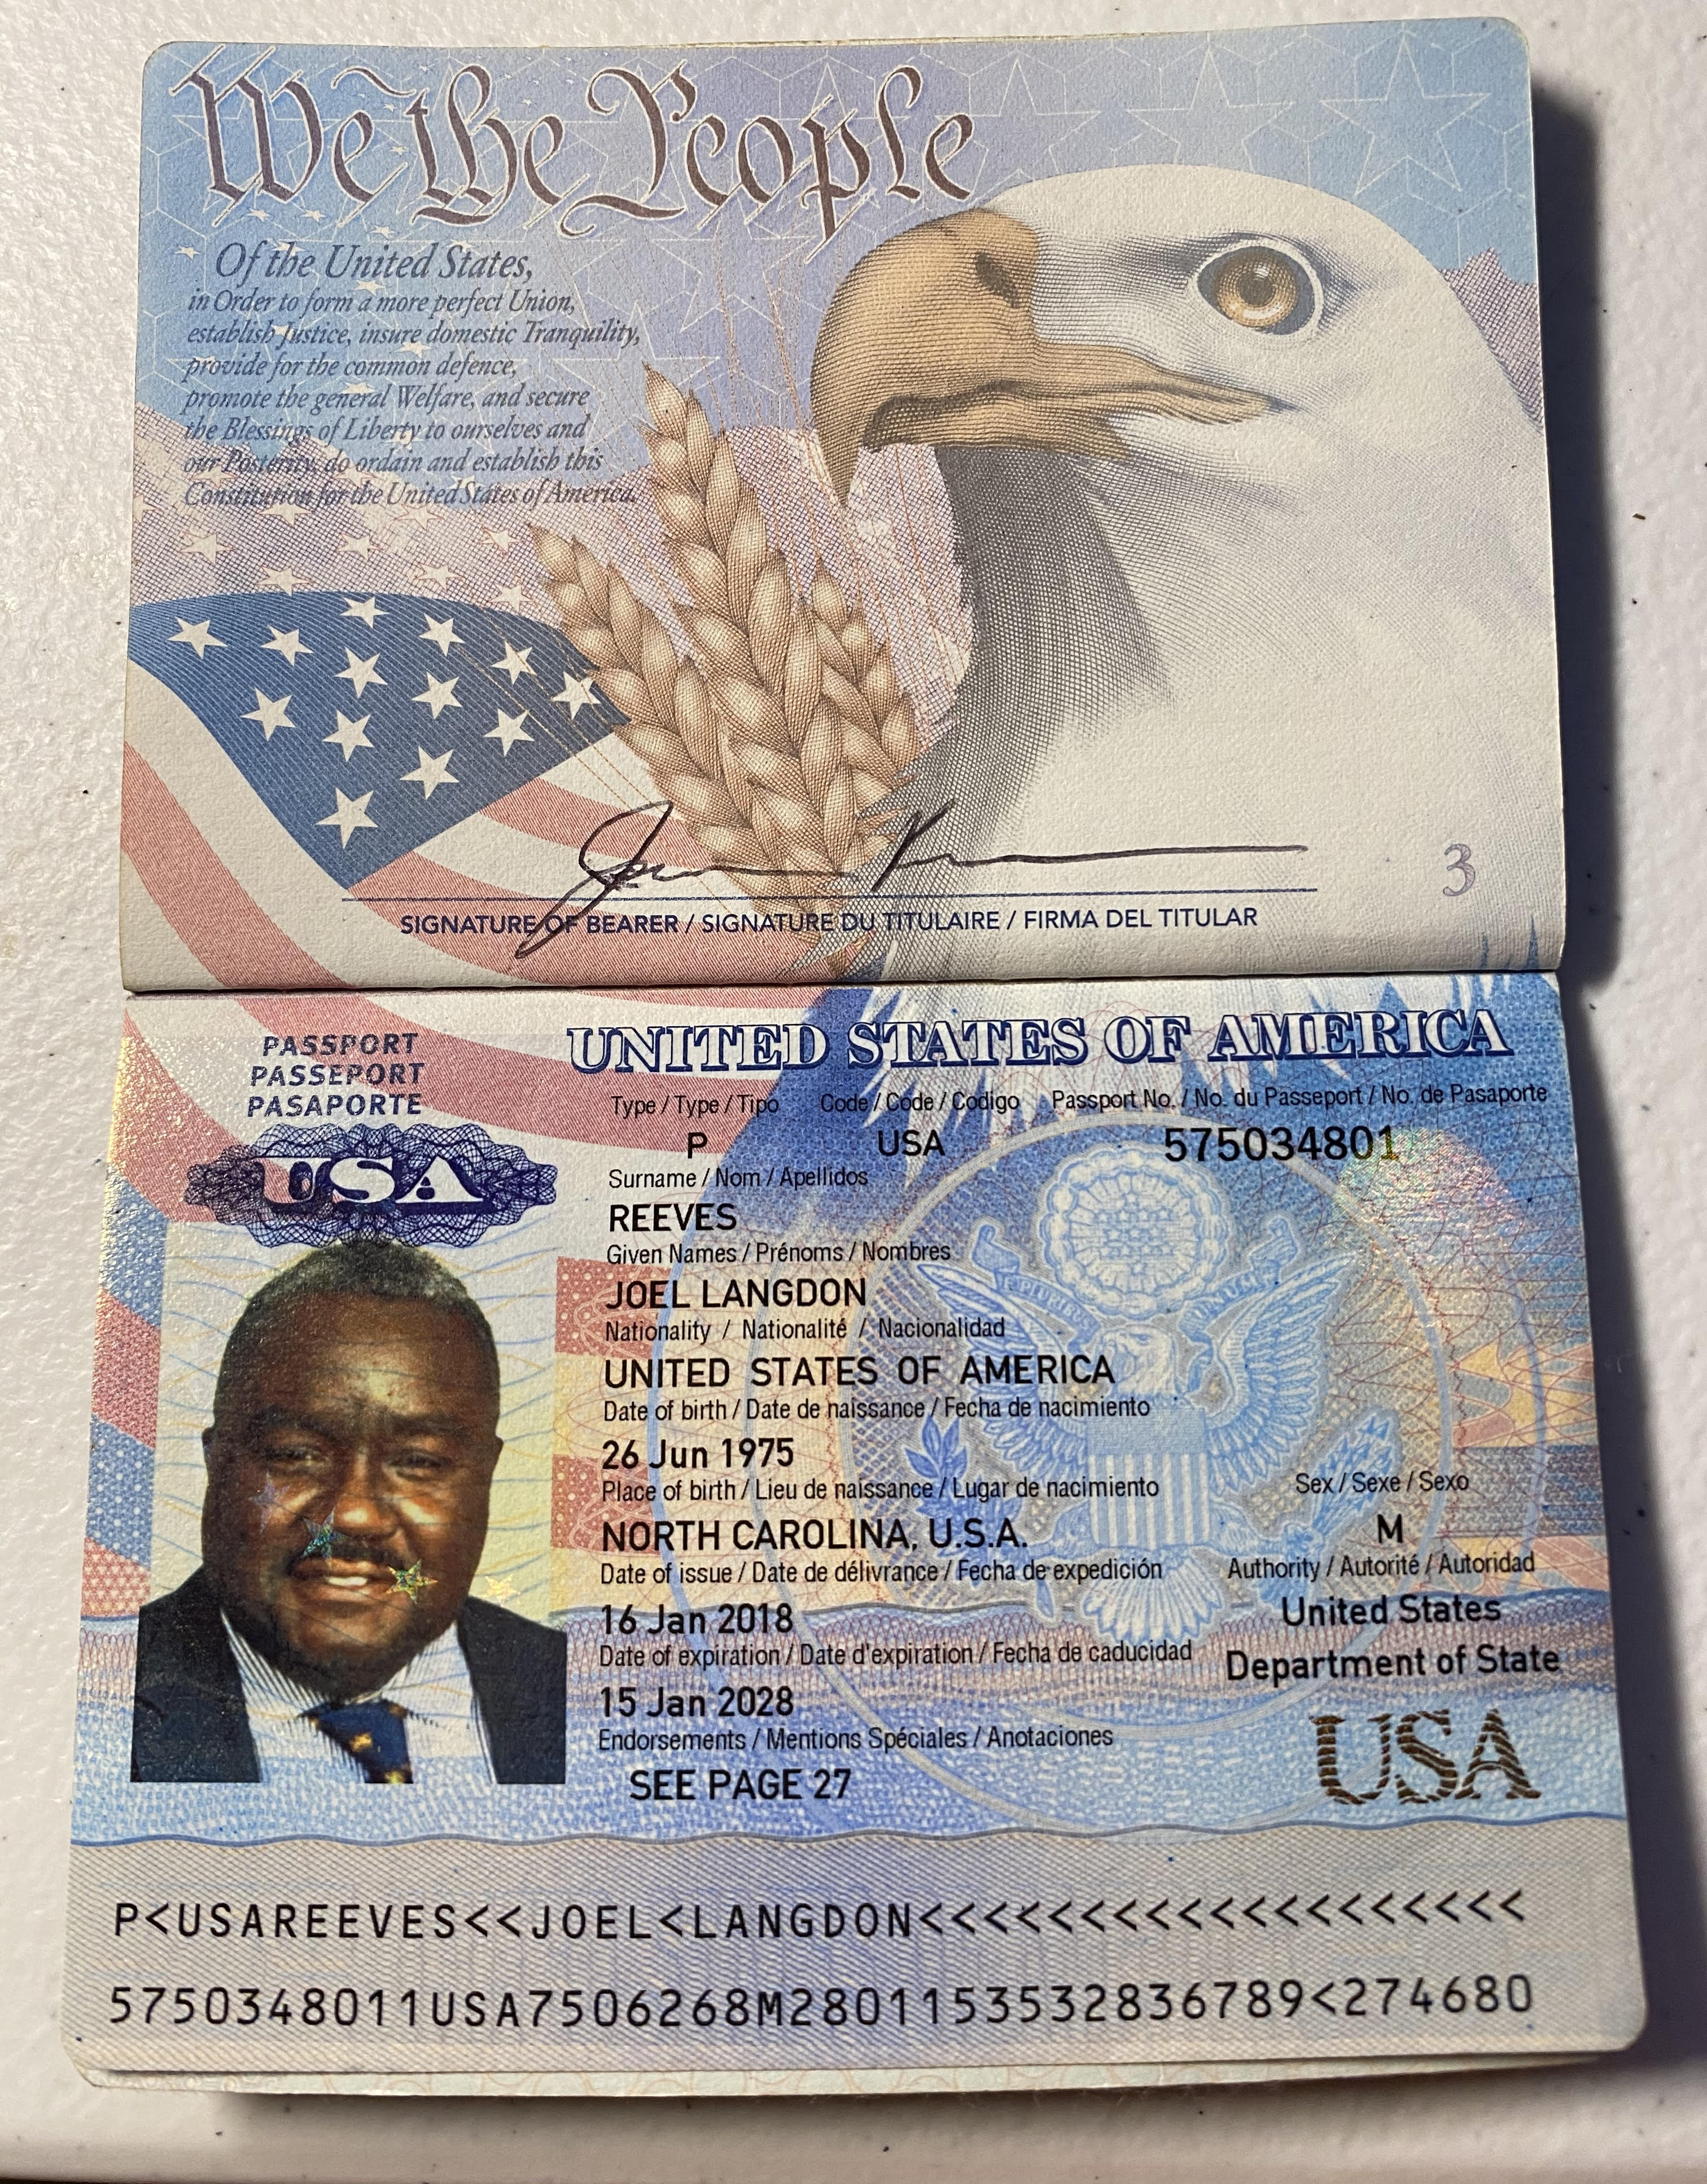 We the People
Of the United States,
in Order to form a more perfect Union,
establish Justice, insure domestic Tranquility,
provide for the common defence,
promote the general Welfare, and secure
the Blessings of Liberty to ourselves and
our Posterity, do ordain and establish this
Constitution for the United States of America.
3
SIGNATURE OF BEARER / SIGNATURE DU TITULAIRE / FIRMA DEL TITULAR
PASSPORT
PASSEPORT
PASAPORTE
USA
UNITED STATES OF AMERICA
Type / Type / Tipo Code / Code / Codigo Passport No. / No. du Passeport / No. de Pasaporte
P USA 575034801
Surname / Nom / Apellidos
REEVES
Given Names / Prénoms / Nombres
JOEL LANGDON
Nationality / Nationalité / Nacionalidad
UNITED STATES OF AMERICA
Date of birth / Date de naissance / Fecha de nacimiento
26 Jun 1975
Place of birth / Lieu de naissance / Lugar de nacimiento Sex / Sexe / Sexo
NORTH CAROLINA, U.S.A. M
Date of issue / Date de délivrance / Fecha de expedición Authority / Autorité / Autoridad
16 Jan 2018 United States
Date of expiration / Date d'expiration / Fecha de caducidad Department of State
15 Jan 2028
Endorsements / Mentions Spéciales / Anotaciones
SEE PAGE 27
USA
P<USAREEVES<<JOEL<LANGDON<<<<<<<<<<<<<<<<<<<
5750348011USA7506268M2801153532836789<274680